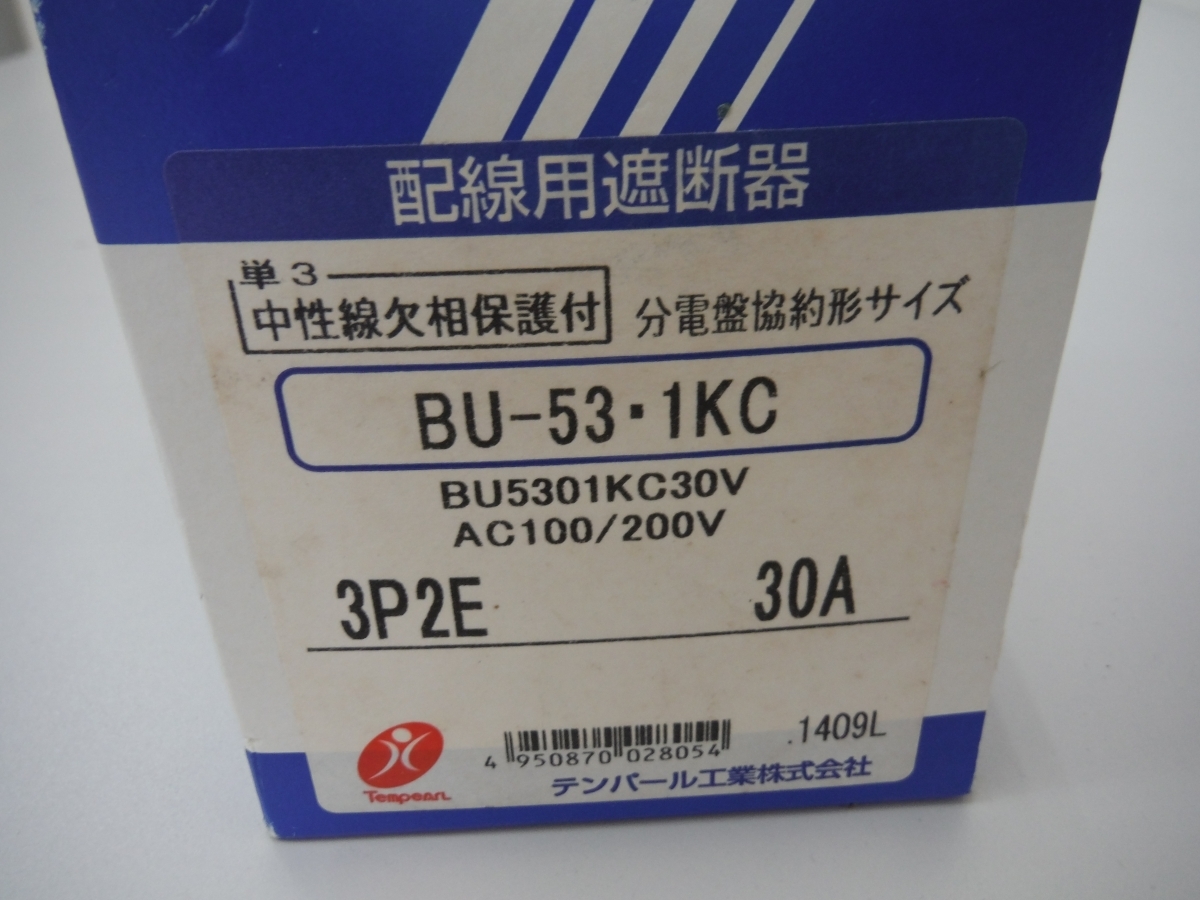 配線用遮断器
単3
中性線欠相保護付 分電盤協約形サイズ
BU-53・1KC
BU5301KC30V
AC100/200V
3P2E 30A
Tempearl
4 950870 028054
.1409L
テンパール工業株式会社